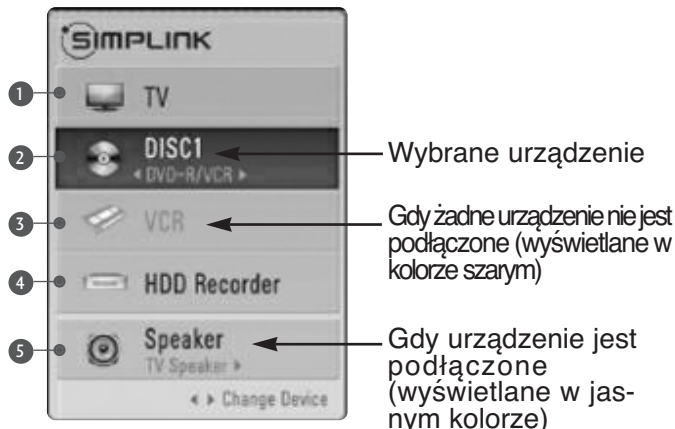 SIMPLINK
1 TV
2 DISC1
◄ DVD-R/VCR ►
Wybrane urządzenie
3 VCR
Gdy żadne urządzenie nie jest
podłączone (wyświetlane w
kolorze szarym)
4 HDD Recorder
5 Speaker
TV Speaker ►
Gdy urządzenie jest
podłączone
(wyświetlane w jas-
nym kolorze)
◄ ► Change Device